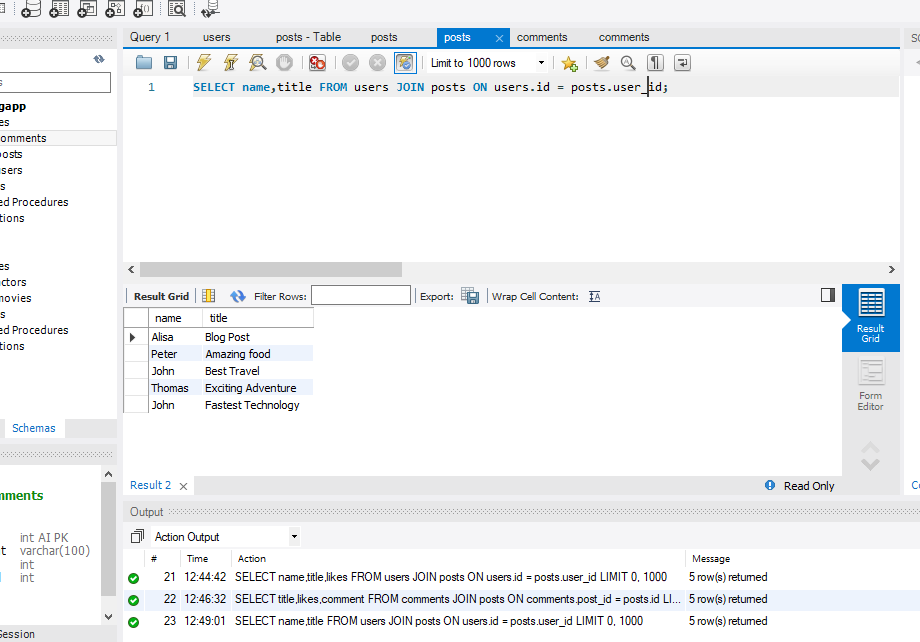 Query 1 users posts - Table posts posts comments comments
Limit to 1000 rows
1 SELECT name,title FROM users JOIN posts ON users.id = posts.user_id;
gapp
es
omments
posts
users
s
ed Procedures
tions
es
ctors
movies
s
ed Procedures
tions
Schemas
mments
int AI PK
t varchar(100)
int
int
Session
Result Grid Filter Rows: Export: Wrap Cell Content:
name title
Alisa Blog Post
Peter Amazing food
John Best Travel
Thomas Exciting Adventure
John Fastest Technology
Result Grid
Form Editor
Result 2 Read Only
Output
Action Output
# Time Action Message
21 12:44:42 SELECT name,title,likes FROM users JOIN posts ON users.id = posts.user_id LIMIT 0, 1000 5 row(s) returned
22 12:46:32 SELECT title,likes,comment FROM comments JOIN posts ON comments.post_id = posts.id LI... 5 row(s) returned
23 12:49:01 SELECT name,title FROM users JOIN posts ON users.id = posts.user_id LIMIT 0, 1000 5 row(s) returned